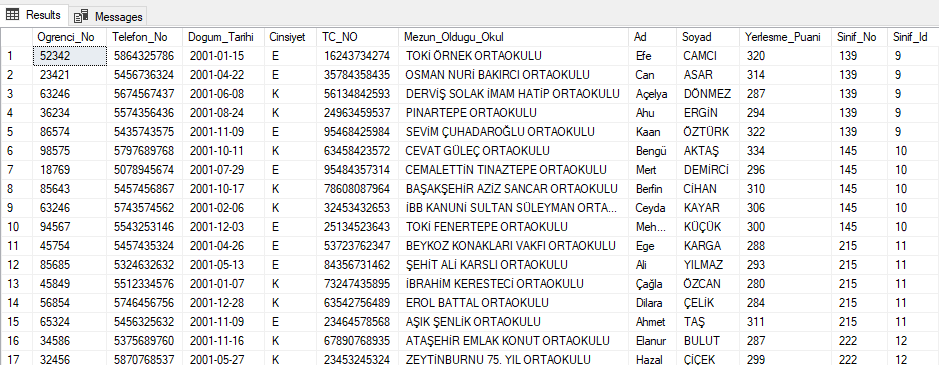 Results Messages
Ogrenci_No Telefon_No Dogum_Tarihi Cinsiyet TC_NO Mezun_Oldugu_Okul Ad Soyad Yerlesme_Puani Sinif_No Sinif_Id
1 52342 5864325786 2001-01-15 E 16243734274 TOKİ ÖRNEK ORTAOKULU Efe CAMCI 320 139 9
2 23421 5456736324 2001-04-22 E 35784358435 OSMAN NURİ BAKIRCI ORTAOKULU Can ASAR 314 139 9
3 63246 5674567437 2001-06-08 K 56134842593 DERVİŞ SOLAK İMAM HATİP ORTAOKULU Açelya DÖNMEZ 287 139 9
4 36234 5574356436 2001-08-24 K 24963459537 PINARTEPE ORTAOKULU Ahu ERGİN 294 139 9
5 86574 5435743575 2001-11-09 E 95468425984 SEVİM ÇUHADAROĞLU ORTAOKULU Kaan ÖZTÜRK 322 139 9
6 98575 5797689768 2001-10-11 K 63458423572 CEVAT GÜLEÇ ORTAOKULU Bengü AKTAŞ 334 145 10
7 18769 5078945674 2001-07-29 E 95484357314 CEMALETTİN TINAZTEPE ORTAOKULU Mert DEMİRCİ 296 145 10
8 85643 5457456867 2001-10-17 K 78608087964 BAŞAKŞEHİR AZİZ SANCAR ORTAOKULU Berfin CİHAN 310 145 10
9 63246 5743574562 2001-02-06 K 32453432653 İBB KANUNİ SULTAN SÜLEYMAN ORTA... Ceyda KAYAR 306 145 10
10 94567 5543253146 2001-12-03 E 25134523643 TOKİ FENERTEPE ORTAOKULU Meh... KÜÇÜK 300 145 10
11 45754 5457435324 2001-04-26 E 53723762347 BEYKOZ KONAKLARI VAKFI ORTAOKULU Ege KARGA 288 215 11
12 85685 5324632632 2001-05-13 E 84356731462 ŞEHİT ALİ KARSLI ORTAOKULU Ali YILMAZ 293 215 11
13 45849 5512334576 2001-01-07 K 73247435895 İBRAHİM KERESTECİ ORTAOKULU Çağla ÖZCAN 280 215 11
14 56854 5746456756 2001-12-28 K 63542756489 EROL BATTAL ORTAOKULU Dilara ÇELİK 284 215 11
15 65324 5456325632 2001-11-09 E 23464578568 AŞIK ŞENLİK ORTAOKULU Ahmet TAŞ 311 215 11
16 34586 5375689760 2001-11-16 K 67890768935 ATAŞEHİR EMLAK KONUT ORTAOKULU Elanur BULUT 287 222 12
17 32456 5870768537 2001-05-27 K 23453245324 ZEYTİNBURNU 75. YIL ORTAOKULU Hazal ÇİÇEK 299 222 12